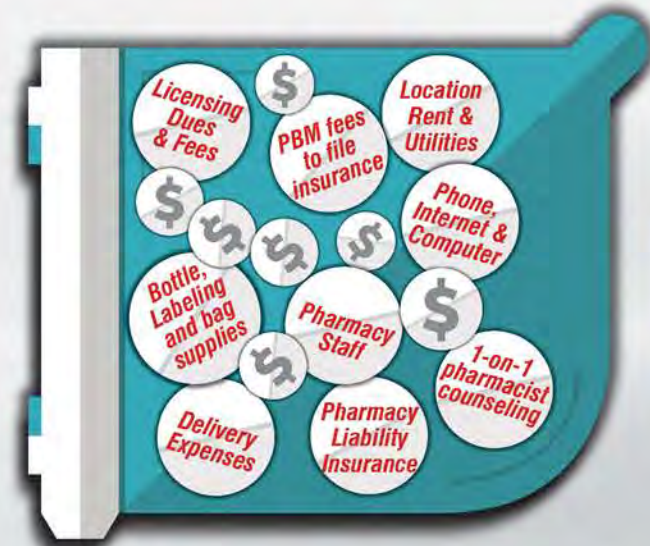 Licensing
Dues
& Fees
$
PBM fees
to file
insurance
Location
Rent &
Utilities
$
$
$
$
Phone,
Internet &
Computer
Bottle,
Labeling
and bag
supplies
Pharmacy
Staff
$
$
1-on-1
pharmacist
counseling
Delivery
Expenses
Pharmacy
Liability
Insurance